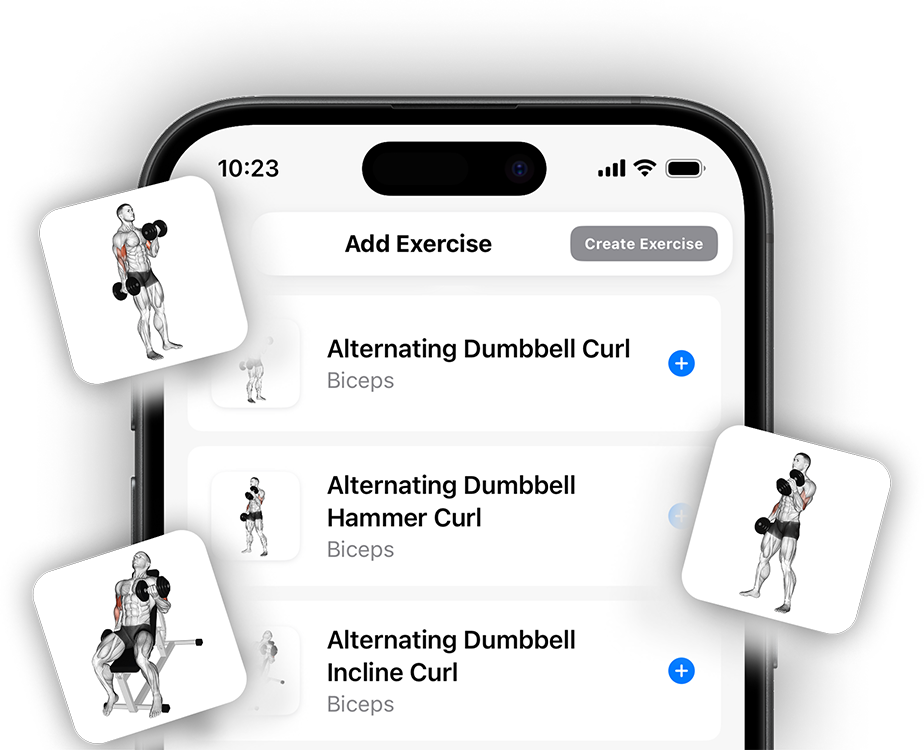 10:23
Add Exercise
Create Exercise
Alternating Dumbbell Curl
Biceps
Alternating Dumbbell
Hammer Curl
Biceps
Alternating Dumbbell
Incline Curl
Biceps